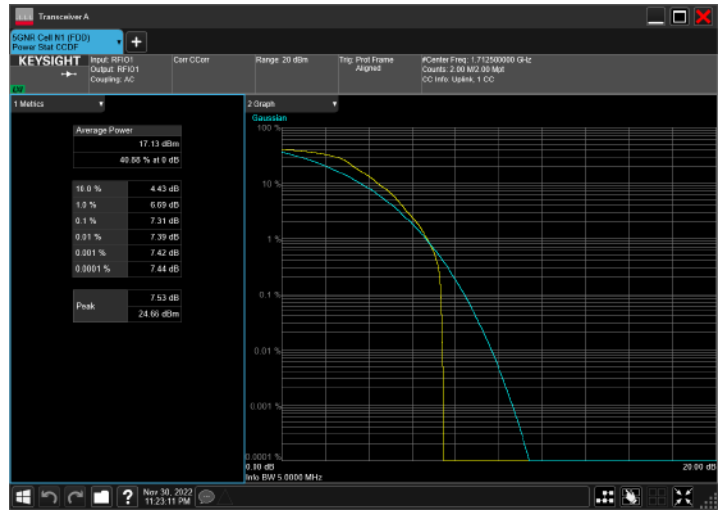 Transceiver A
5GNR Cell N1 (FDD)
Power Stat CCDF
KEYSIGHT
Input: RFIO1
Output: RFIO1
Coupling: AC
Corr CCorr
Range: 20 dBm
Trig: Prot Frame
Aligned
#Center Freq: 1.712500000 GHz
Counts: 2.00 M/2.00 Mpt
CC Info: Uplink, 1 CC
1 Metrics
Average Power
17.13 dBm
40.88 % at 0 dB
10.0 % 4.43 dB
1.0 % 6.69 dB
0.1 % 7.31 dB
0.01 % 7.39 dB
0.001 % 7.42 dB
0.0001 % 7.44 dB
Peak
7.53 dB
24.66 dBm
2 Graph
Gaussian
100 %
10 %
1 %
0.1 %
0.01 %
0.001 %
0.0001 %
0.00 dB
20.00 dB
Info BW 5.0000 MHz
?
Nov 30, 2022
11:23:11 PM